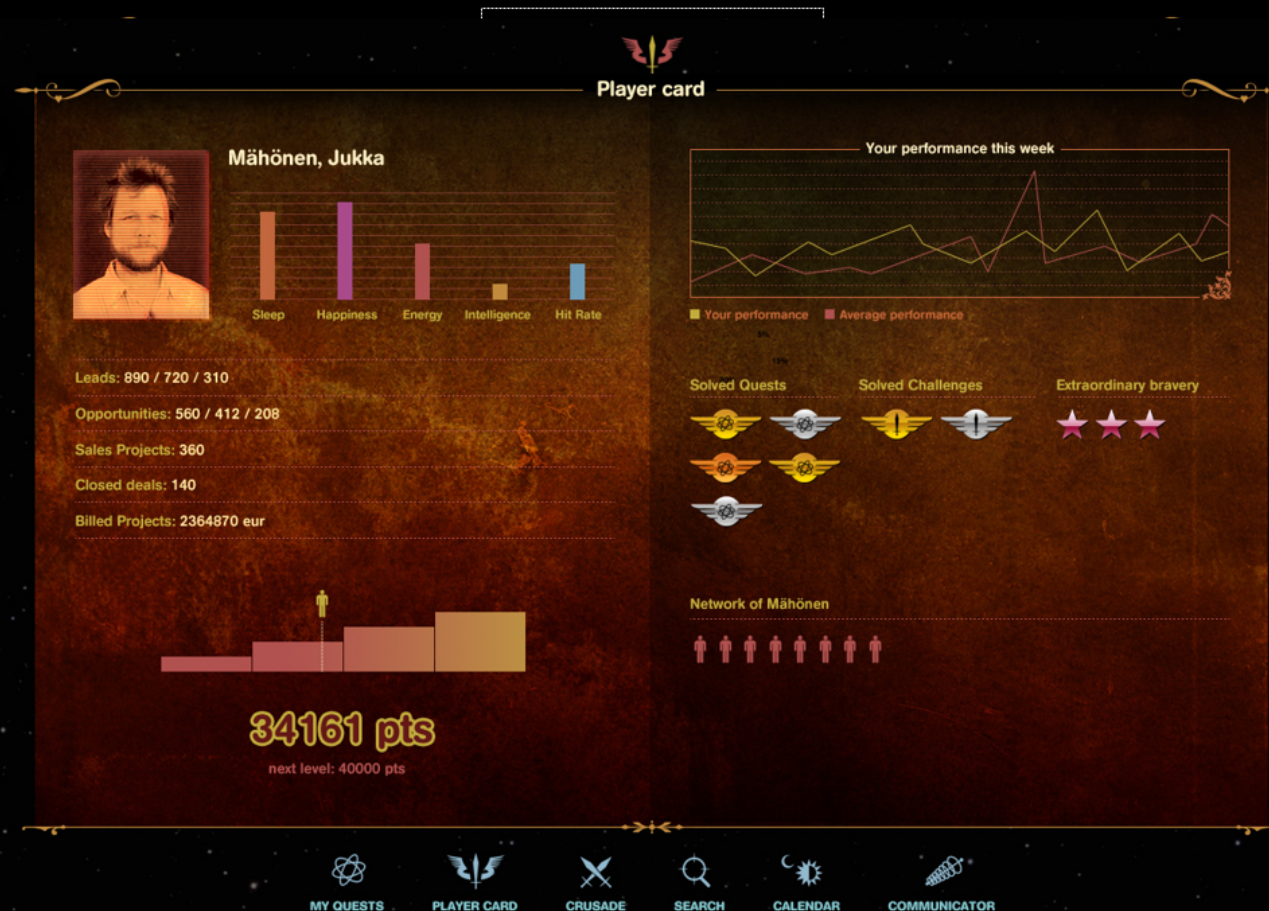 Player card
Mähönen, Jukka
Sleep Happiness Energy Intelligence Hit Rate
Leads: 890 / 720 / 310
Opportunities: 560 / 412 / 208
Sales Projects: 360
Closed deals: 140
Billed Projects: 2364870 eur
34161 pts
next level: 40000 pts
Your performance this week
Your performance Average performance
Solved Quests
Solved Challenges
Extraordinary bravery
Network of Mähönen
MY QUESTS PLAYER CARD CRUSADE SEARCH CALENDAR COMMUNICATOR